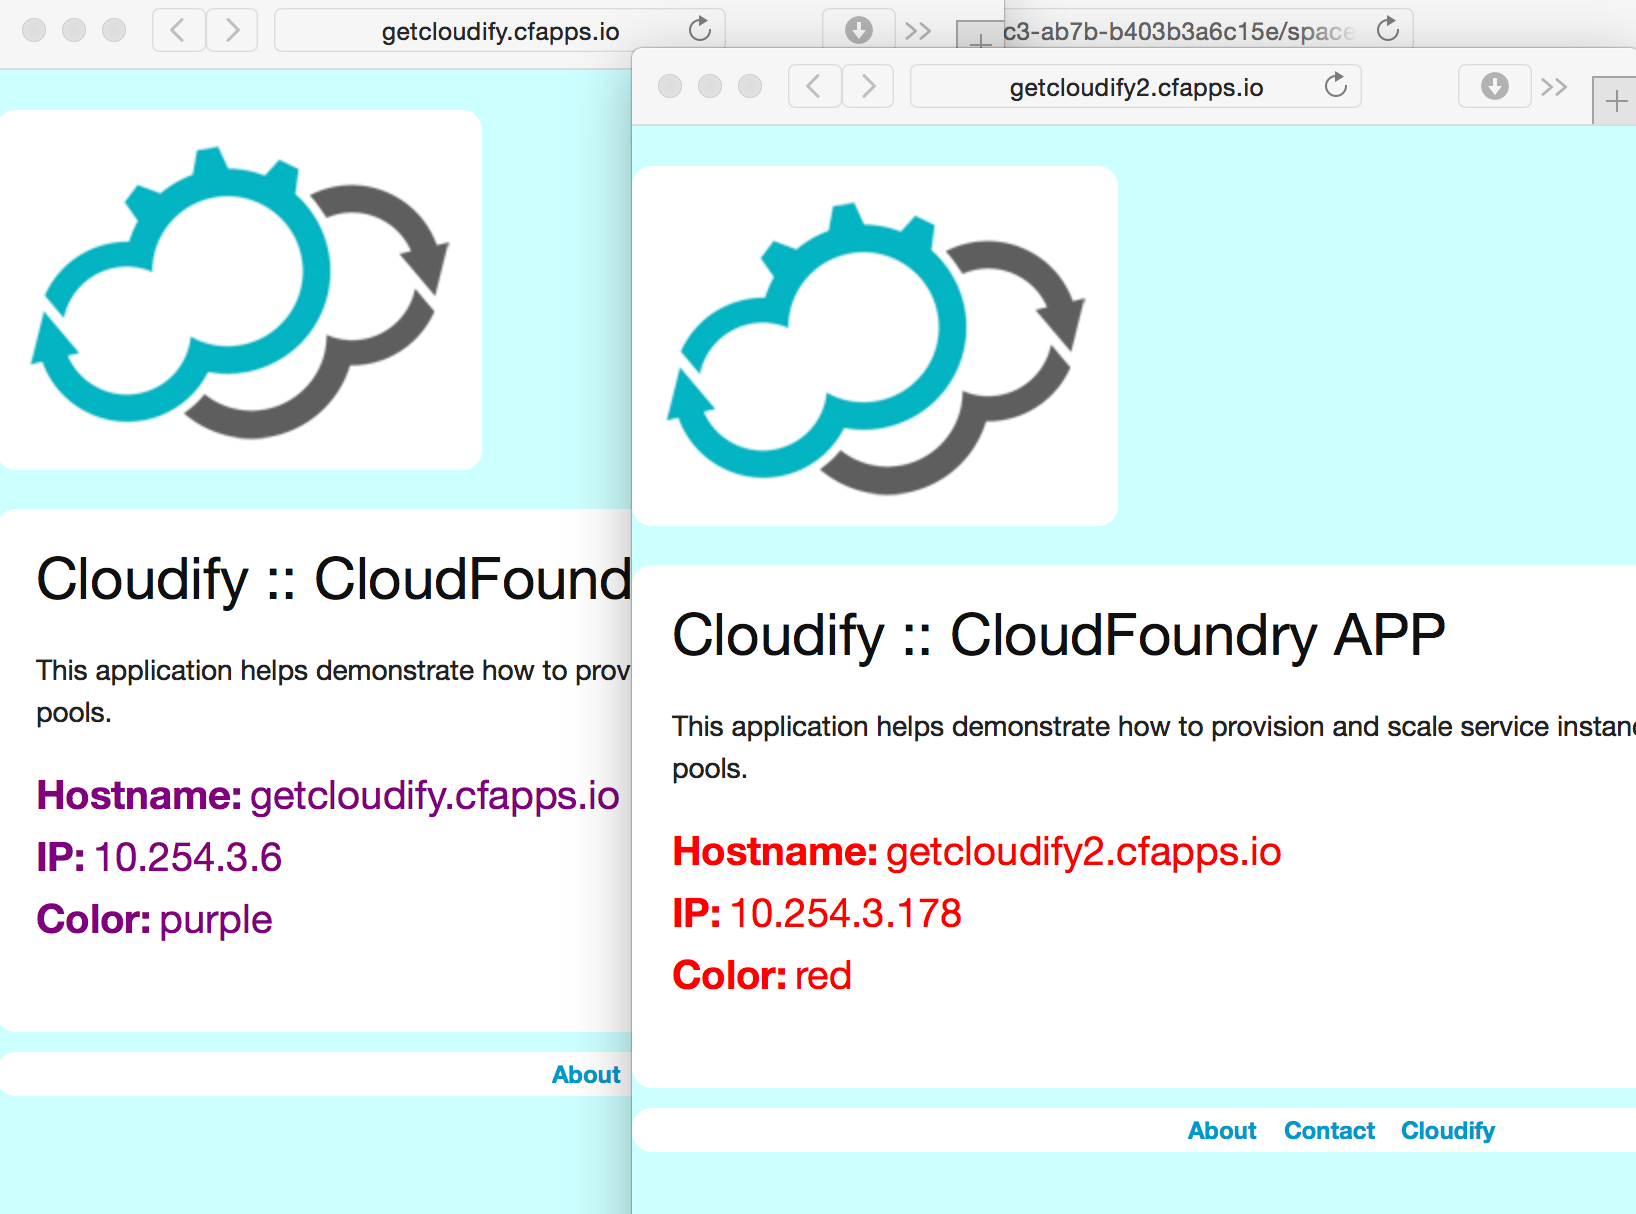 getcloudify.cfapps.io
c3-ab7b-b403b3a6c15e/space
Cloudify :: CloudFound
This application helps demonstrate how to prov
pools.
Hostname: getcloudify.cfapps.io
IP: 10.254.3.6
Color: purple
About
getcloudify2.cfapps.io
Cloudify :: CloudFoundry APP
This application helps demonstrate how to provision and scale service instan
pools.
Hostname: getcloudify2.cfapps.io
IP: 10.254.3.178
Color: red
About Contact Cloudify